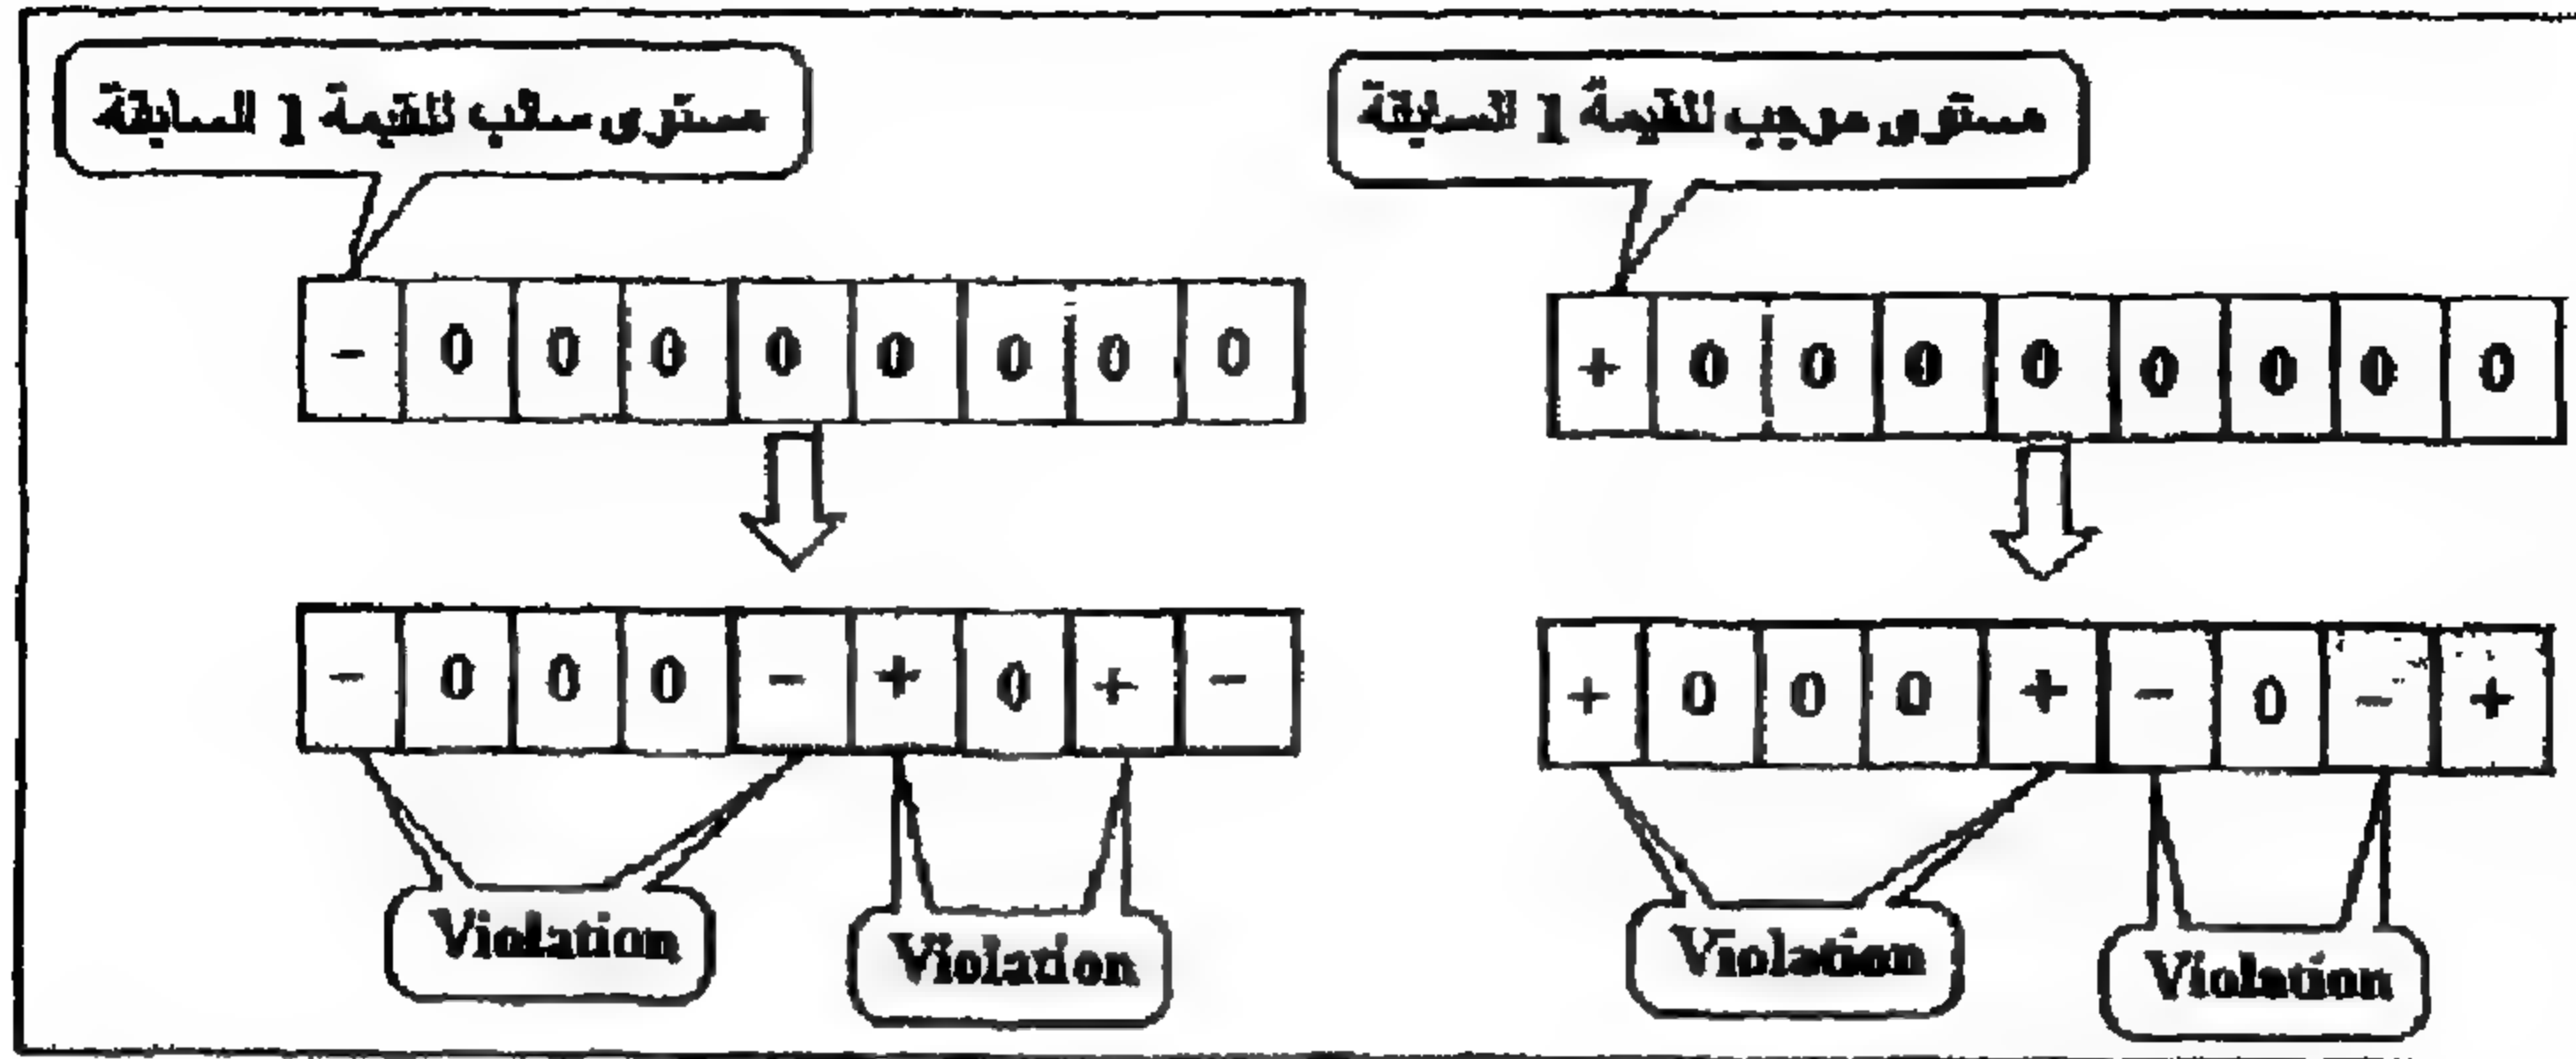 مستوى سالب للقيمة 1 السابقة
مستوى موجب للقيمة 1 السابقة
- 0 0 0 0 0 0 0 0
+ 0 0 0 0 0 0 0 0
- 0 0 0 - + 0 + -
+ 0 0 0 + - 0 - +
Violation
Violation
Violation
Violation